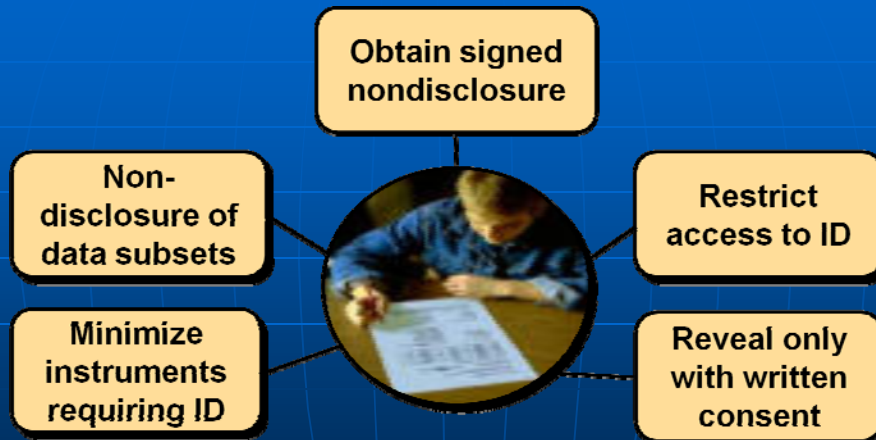 Obtain signed
nondisclosure
Non-
disclosure of
data subsets
Restrict
access to ID
Minimize
instruments
requiring ID
Reveal only
with written
consent